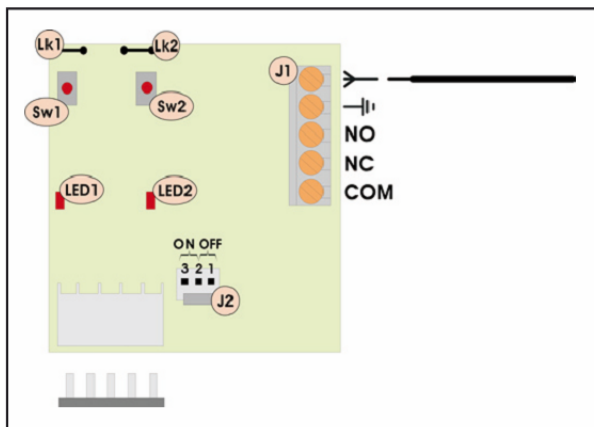 Lk1
Lk2
J1
Sw1
Sw2
NO
NC
COM
LED1
LED2
ON OFF
3 2 1
J2